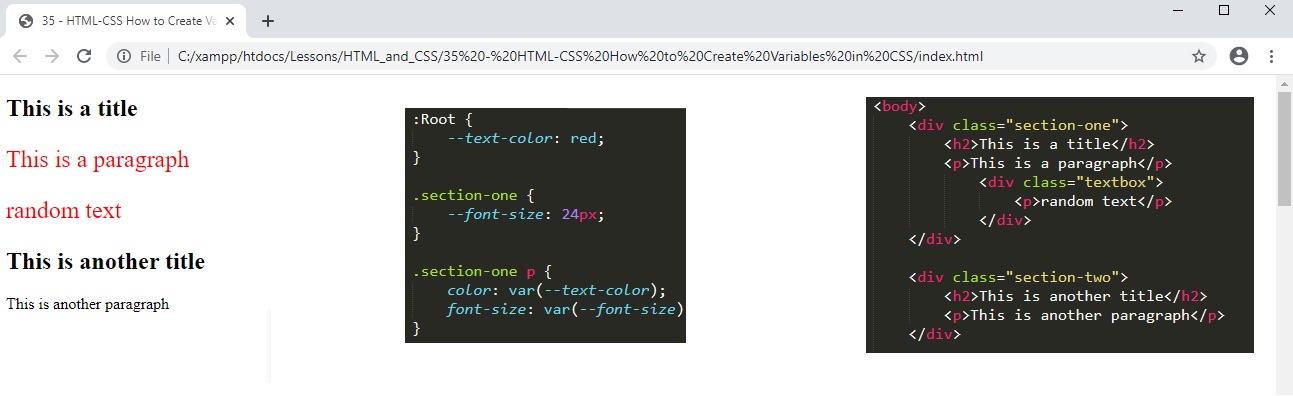 35 - HTML-CSS How to Create Va
File | C:/xampp/htdocs/Lessons/HTML_and_CSS/35%20-%20HTML-CSS%20How%20to%20Create%20Variables%20in%20CSS/index.html
This is a title
This is a paragraph
random text
This is another title
This is another paragraph
:Root {
    --text-color: red;
}
.section-one {
    --font-size: 24px;
}
.section-one p {
    color: var(--text-color);
    font-size: var(--font-size)
}
<body>
    <div class="section-one">
        <h2>This is a title</h2>
        <p>This is a paragraph</p>
            <div class="textbox">
                <p>random text</p>
            </div>
    </div>
    <div class="section-two">
        <h2>This is another title</h2>
        <p>This is another paragraph</p>
    </div>